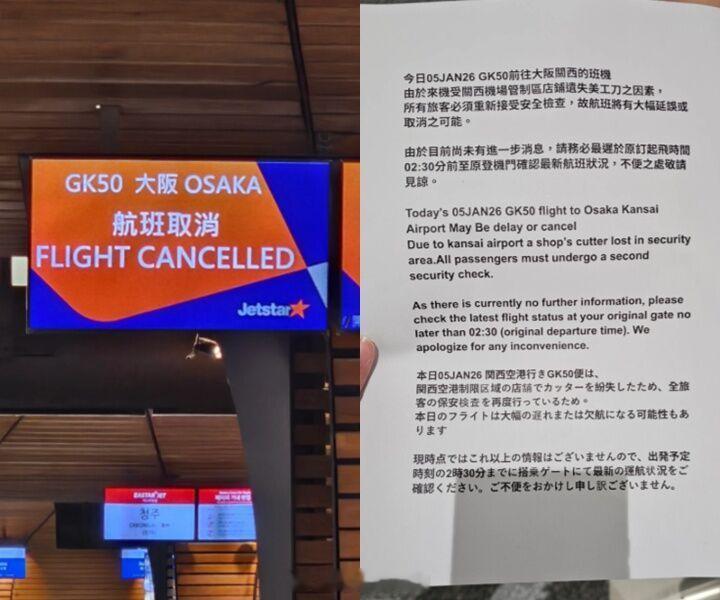 GK50 大阪 OSAKA
航班取消
FLIGHT CANCELLED
Jetstar
EASTAR JET
청주
今日05JAN26 GK50前往大阪關西的班機
由於來機受關西機場管制區店鋪遺失美工刀之因素，
所有旅客必須重新接受安全檢查，故航班將有大幅延誤或
取消之可能。
由於目前尚未有進一步消息，請務必最遲於原訂起飛時間
02:30分前至原登機門確認最新航班狀況，不便之處敬請
見諒。
Today's 05JAN26 GK50 flight to Osaka Kansai
Airport May Be delay or cancel
Due to kansai airport a shop's cutter lost in security
area.All passengers must undergo a second
security check.
As there is currently no further information, please
check the latest flight status at your original gate no
later than 02:30 (original departure time). We
apologize for any inconvenience.
本日05JAN26 関西空港行きGK50便は、
関西空港制限区域の店舗でカッターを紛失したため、全旅
客の保安検査を再度行っているため。
本日のフライトは大幅の遅れまたは欠航になる可能性もあ
ります
現時点ではこれ以上の情報はございませんので、出発予定
時刻の2時30分までに搭乗ゲートにて最新の運航状況をご
確認ください。ご不便をおかけし申し訳ございません。